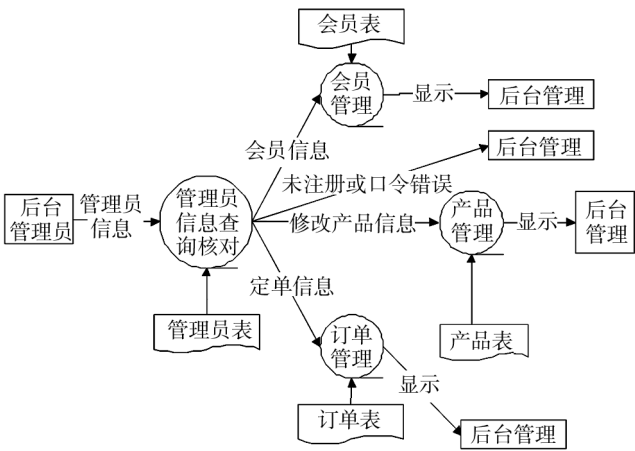 会员表
会员
管理
显示
后台管理
会员信息
后台管理
未注册或口令错误
后台
管理员
管理员
信息
管理员
信息查
询核对
修改产品信息
产品
管理
显示
后台
管理
定单信息
管理员表
订单
管理
产品表
显示
订单表
后台管理